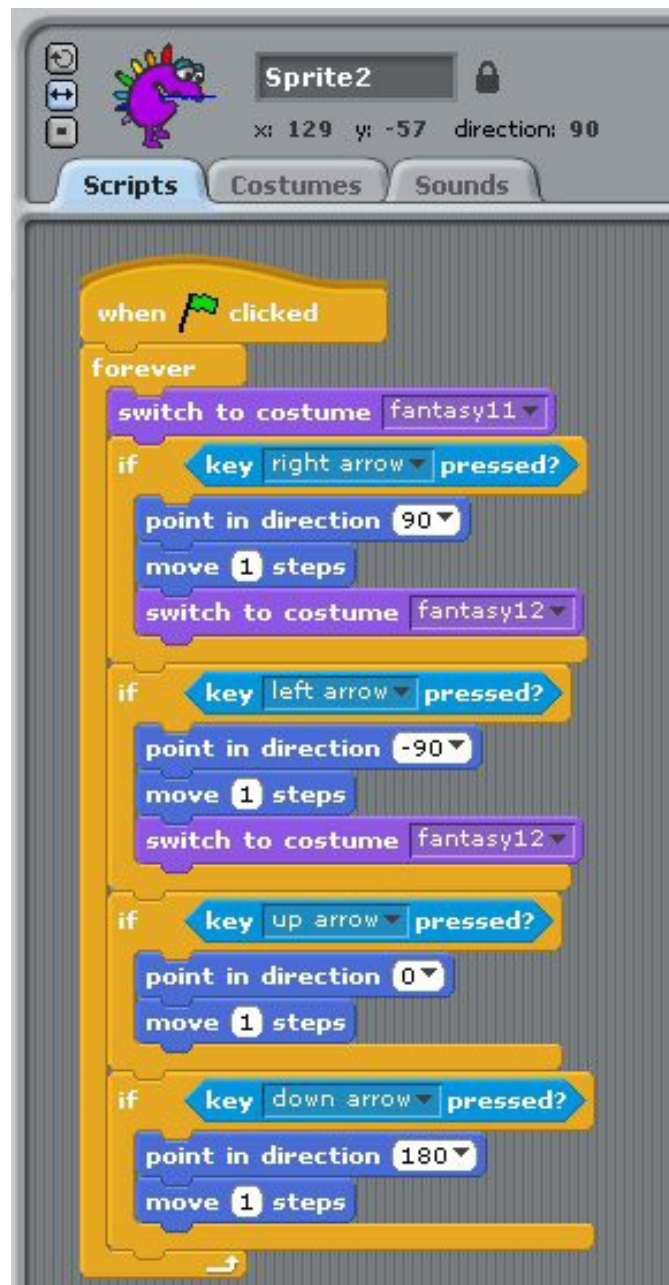 Sprite2
x: 129 y: -57 direction: 90
Scripts Costumes Sounds
when clicked
forever
switch to costume fantasy11
if key right arrow pressed?
point in direction 90
move 1 steps
switch to costume fantasy12
if key left arrow pressed?
point in direction -90
move 1 steps
switch to costume fantasy12
if key up arrow pressed?
point in direction 0
move 1 steps
if key down arrow pressed?
point in direction 180
move 1 steps